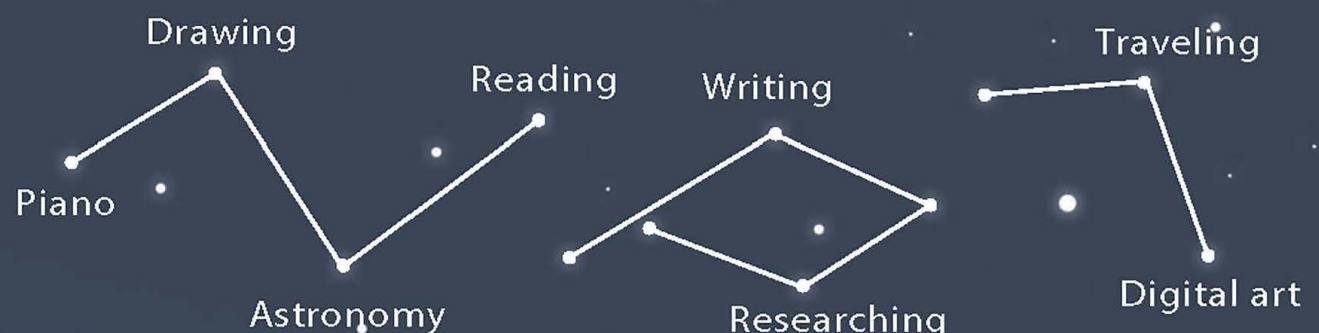 Drawing
Reading
Writing
Traveling
Piano
Astronomy
Researching
Digital art